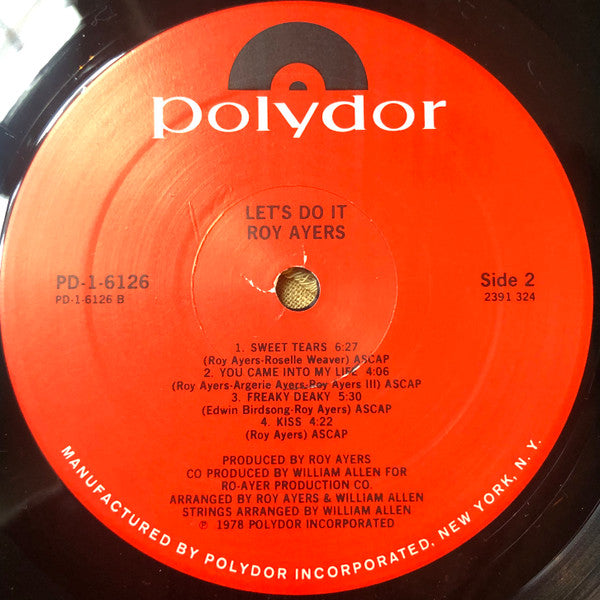 polydor
LET'S DO IT
ROY AYERS
PD-1-6126
PD-1-6126 B
Side 2
2391 324
1. SWEET TEARS 6:27
(Roy Ayers-Roselle Weaver) ASCAP
2. YOU CAME INTO MY LIFE 4:06
(Roy Ayers-Argerie Ayers-Roy Ayers III) ASCAP
3. FREAKY DEAKY 5:30
(Edwin Birdsong-Roy Ayers) ASCAP
4. KISS 4:22
(Roy Ayers) ASCAP
PRODUCED BY ROY AYERS
CO PRODUCED BY WILLIAM ALLEN FOR
RO-AYER PRODUCTION CO.
ARRANGED BY ROY AYERS & WILLIAM ALLEN
STRINGS ARRANGED BY WILLIAM ALLEN
℗ 1978 POLYDOR INCORPORATED
MANUFACTURED BY POLYDOR INCORPORATED, NEW YORK, N.Y.